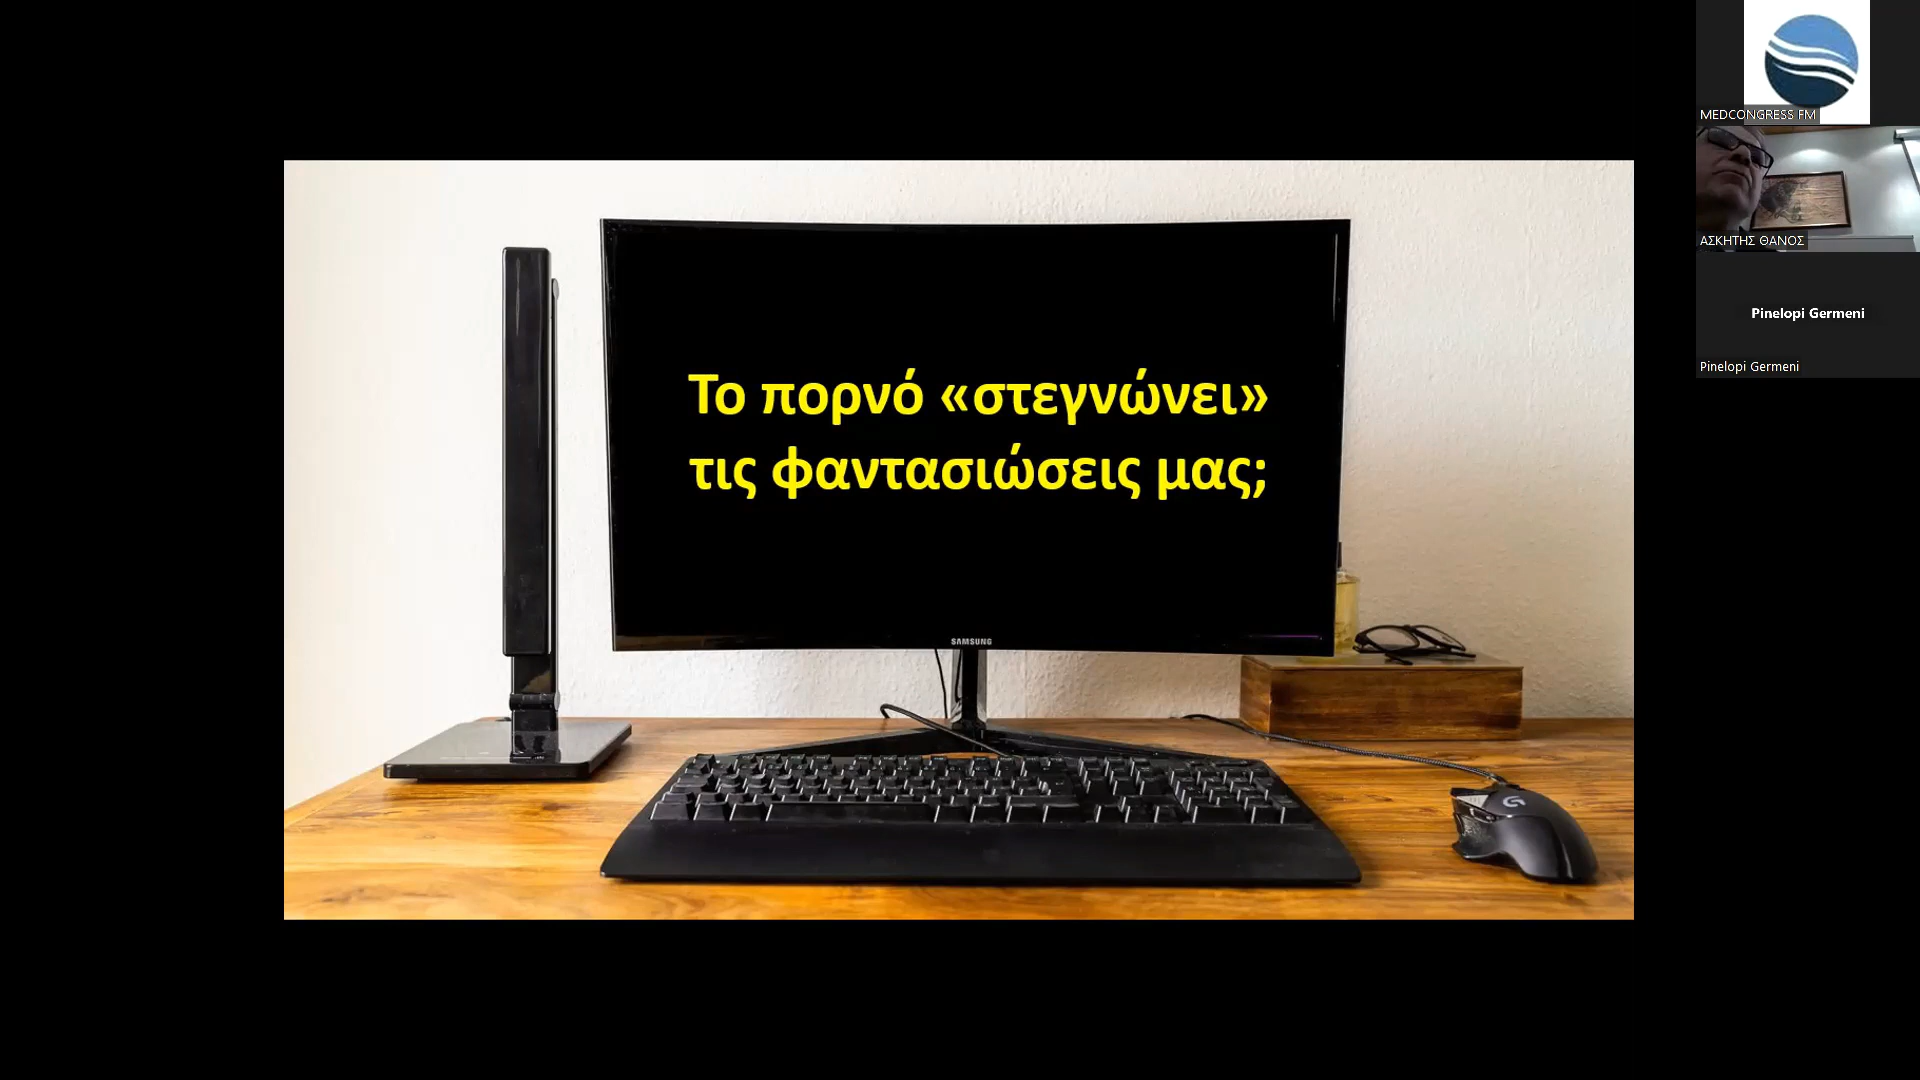 Το πορνό «στεγνώνει»
τις φαντασιώσεις μας;
SAMSUNG
MEDCONGRESS FM
ΑΣΚΗΤΗΣ ΘΑΝΟΣ
Pinelopi Germeni
Pinelopi Germeni